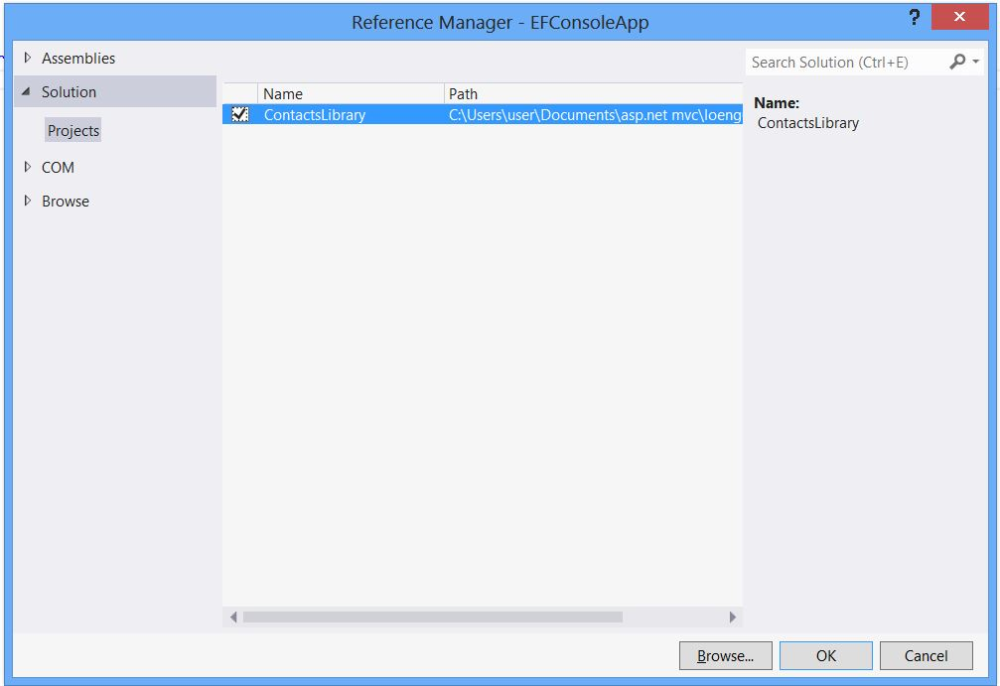 Reference Manager - EFConsoleApp
?
Assemblies
Solution
Projects
COM
Browse
Name Path
ContactsLibrary C:\Users\user\Documents\asp.net mvc\loeng
Search Solution (Ctrl+E)
Name:
ContactsLibrary
Browse... OK Cancel